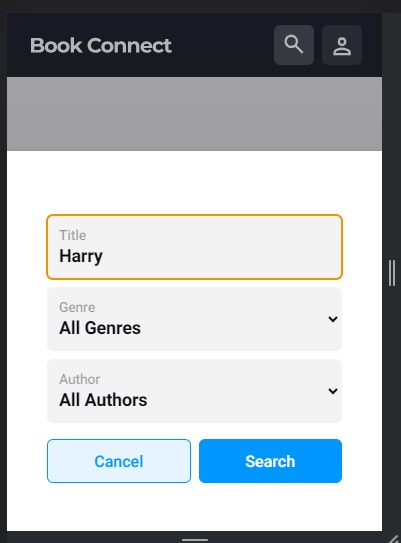 Book Connect
Title
Harry
Genre
All Genres
Author
All Authors
Cancel
Search